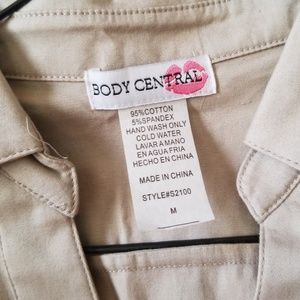 BODY CENTRAL
95%COTTON
5%SPANDEX
HAND WASH ONLY
COLD WATER
LAVAR A MANO
EN AGUA FRIA
HECHO EN CHINA
MADE IN CHINA
STYLE#52100
M